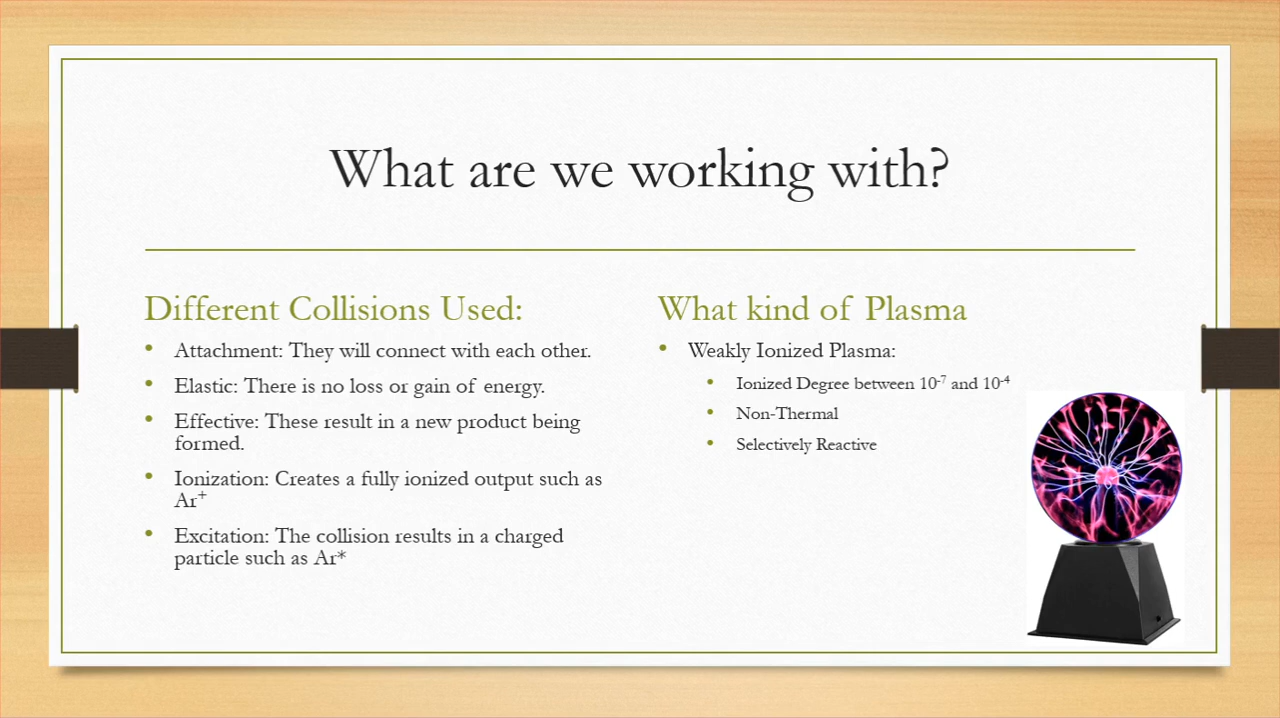 What are we working with?
Different Collisions Used:
• Attachment: They will connect with each other.
• Elastic: There is no loss or gain of energy.
• Effective: These result in a new product being
formed.
• Ionization: Creates a fully ionized output such as
Ar⁺
• Excitation: The collision results in a charged
particle such as Ar*
What kind of Plasma
• Weakly Ionized Plasma:
• Ionized Degree between 10⁻⁷ and 10⁻⁴
• Non-Thermal
• Selectively Reactive